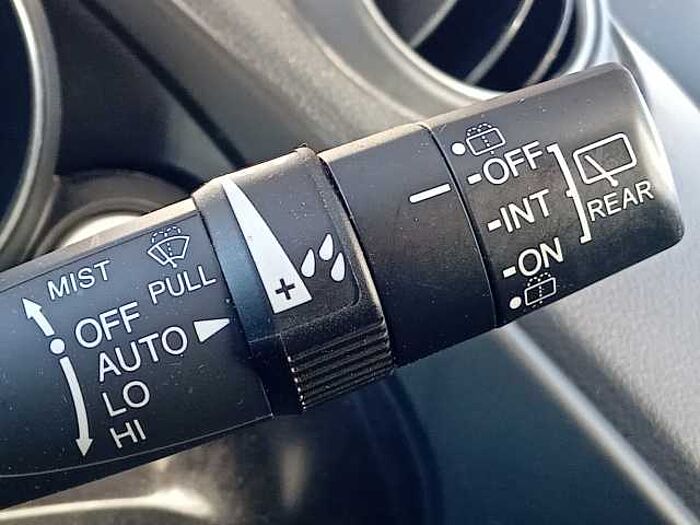 MIST
PULL
OFF
AUTO
LO
HI
+
-OFF
-INT
-ON
REAR